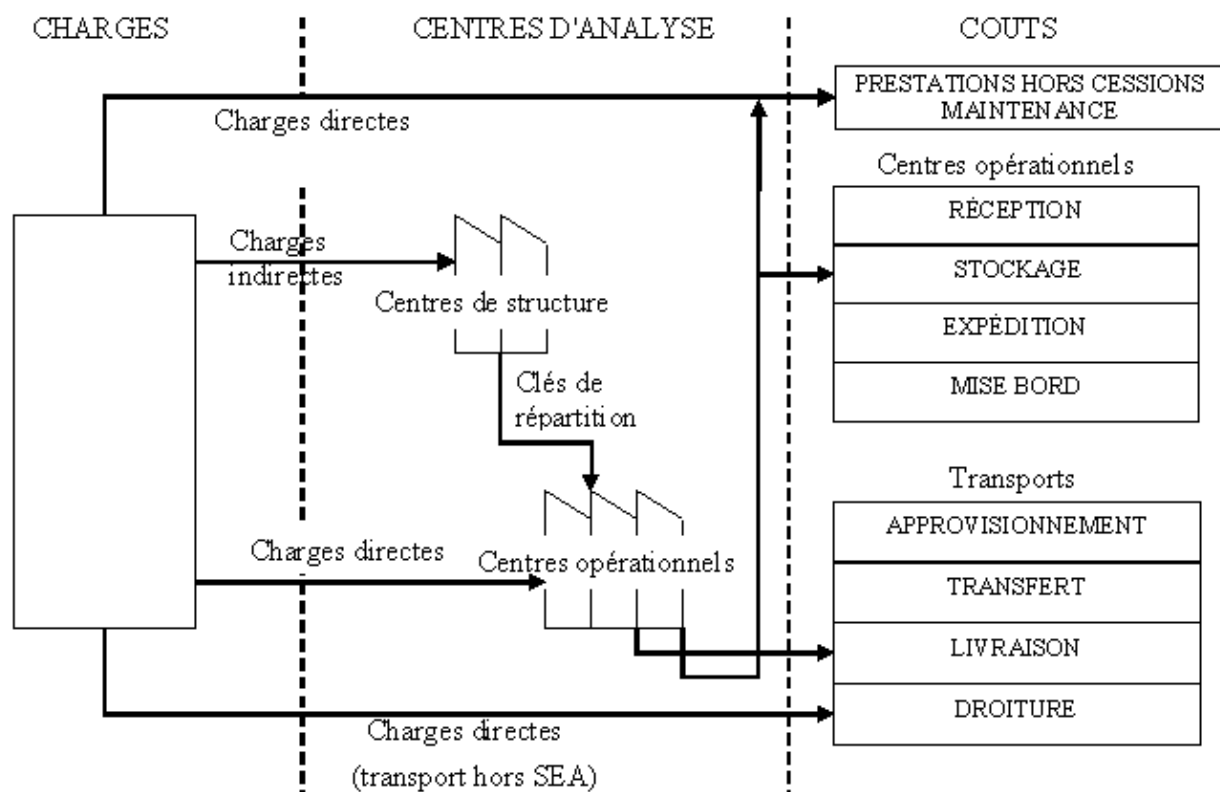 CHARGES
CENTRES D'ANALYSE
COUTS
PRESTATIONS HORS CESSIONS
MAINTENANCE
Charges directes
Centres opérationnels
RÉCEPTION
Charges
indirectes
STOCKAGE
Centres de structure
EXPÉDITION
Clés de
répartition
MISE BORD
Transports
APPROVISIONNEMENT
Charges directes
Centres opérationnels
TRANSFERT
LIVRAISON
DROITURE
Charges directes
(transport hors SEA)